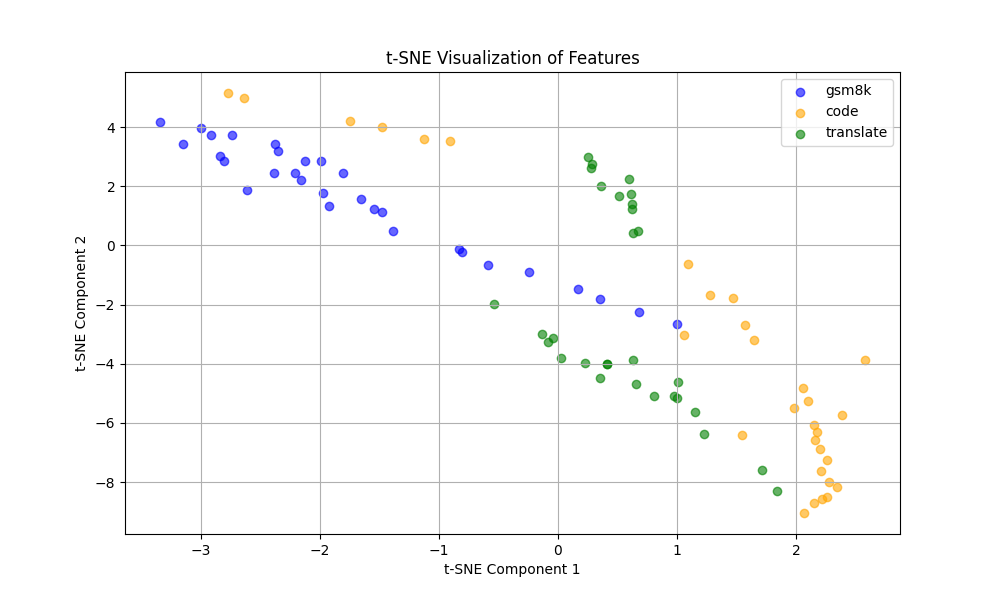 t-SNE Visualization of Features
gsm8k
code
translate
t-SNE Component 2
4
2
0
−2
−4
−6
−8
−3
−2
−1
0
1
2
t-SNE Component 1